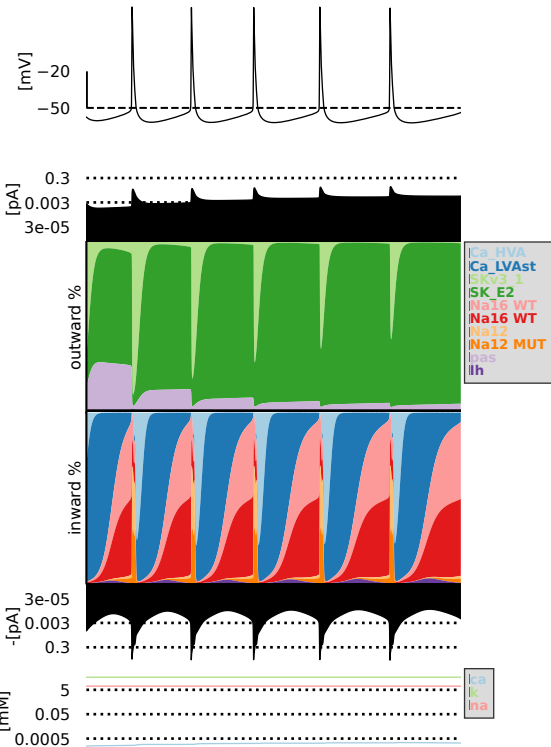 [mV]
−20
−50
[pA]
0.3
0.003
3e-05
outward %
Ca_HVA
Ca_LVAst
SKv3_1
SK_E2
Na16 WT
Na16 WT
Na12
Na12 MUT
pas
Ih
inward %
-[pA]
3e-05
0.003
0.3
ca
k
na
[mM]
5
0.05
0.0005